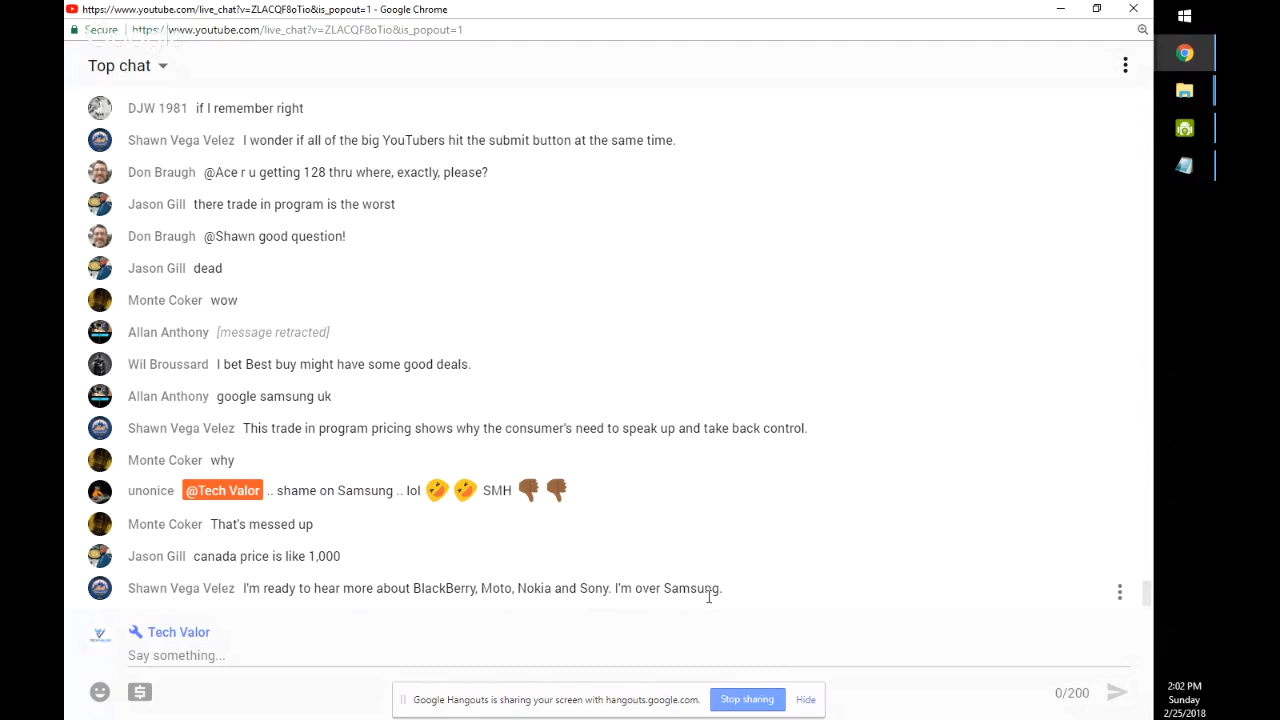 https://www.youtube.com/live_chat?v=ZLACQF8oTio&is_popout=1 - Google Chrome
Secure https://www.youtube.com/live_chat?v=ZLACQF8oTio&is_popout=1
Google
Top chat
DJW 1981 if I remember right
Shawn Vega Velez I wonder if all of the big YouTubers hit the submit button at the same time.
Don Braugh @Ace r u getting 128 thru where, exactly, please?
Jason Gill there trade in program is the worst
Don Braugh @Shawn good question!
Jason Gill dead
Monte Coker wow
Allan Anthony [message retracted]
Wil Broussard I bet Best buy might have some good deals.
Allan Anthony google samsung uk
Shawn Vega Velez This trade in program pricing shows why the consumer's need to speak up and take back control.
Monte Coker why
unonice @Tech Valor .. shame on Samsung .. lol 🤣 🤣 SMH 👎🏾 👎🏾
Monte Coker That's messed up
Jason Gill canada price is like 1,000
Shawn Vega Velez I'm ready to hear more about BlackBerry, Moto, Nokia and Sony. I'm over Samsung.
Tech Valor
Say something...
Google Hangouts is sharing your screen with hangouts.google.com. Stop sharing Hide
0/200
2:02 PM
Sunday
2/25/2018